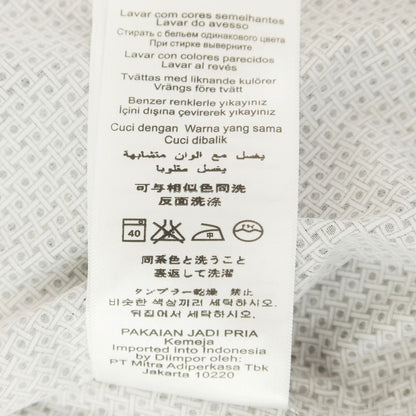 Lavar com cores semelhantes
Lavar do avesso
Стирать с бельем одинакового цвета
При стирке выверните
Lavar con colores parecidos
Lavar al revés
Tvättas med liknande kulörer
Vrängs före tvätt
Benzer renklerle yıkayınız
İçini dışına çevirerek yıkayınız
Cuci dengan Warna yang sama
Cuci dibalik
يغسل مع الوان متشابهة
يغسل مقلوبا
可与相似色同洗
反面洗涤
40
同系色と洗うこと
裏返して洗濯
タンブラー乾燥 禁止
비슷한 색상끼리 세탁하시오.
뒤집어서 세탁하시오.
PAKAIAN JADI PRIA
Kemeja
Imported into Indonesia
by Diimpor oleh:
PT Mitra Adiperkasa Tbk
Jakarta 10220